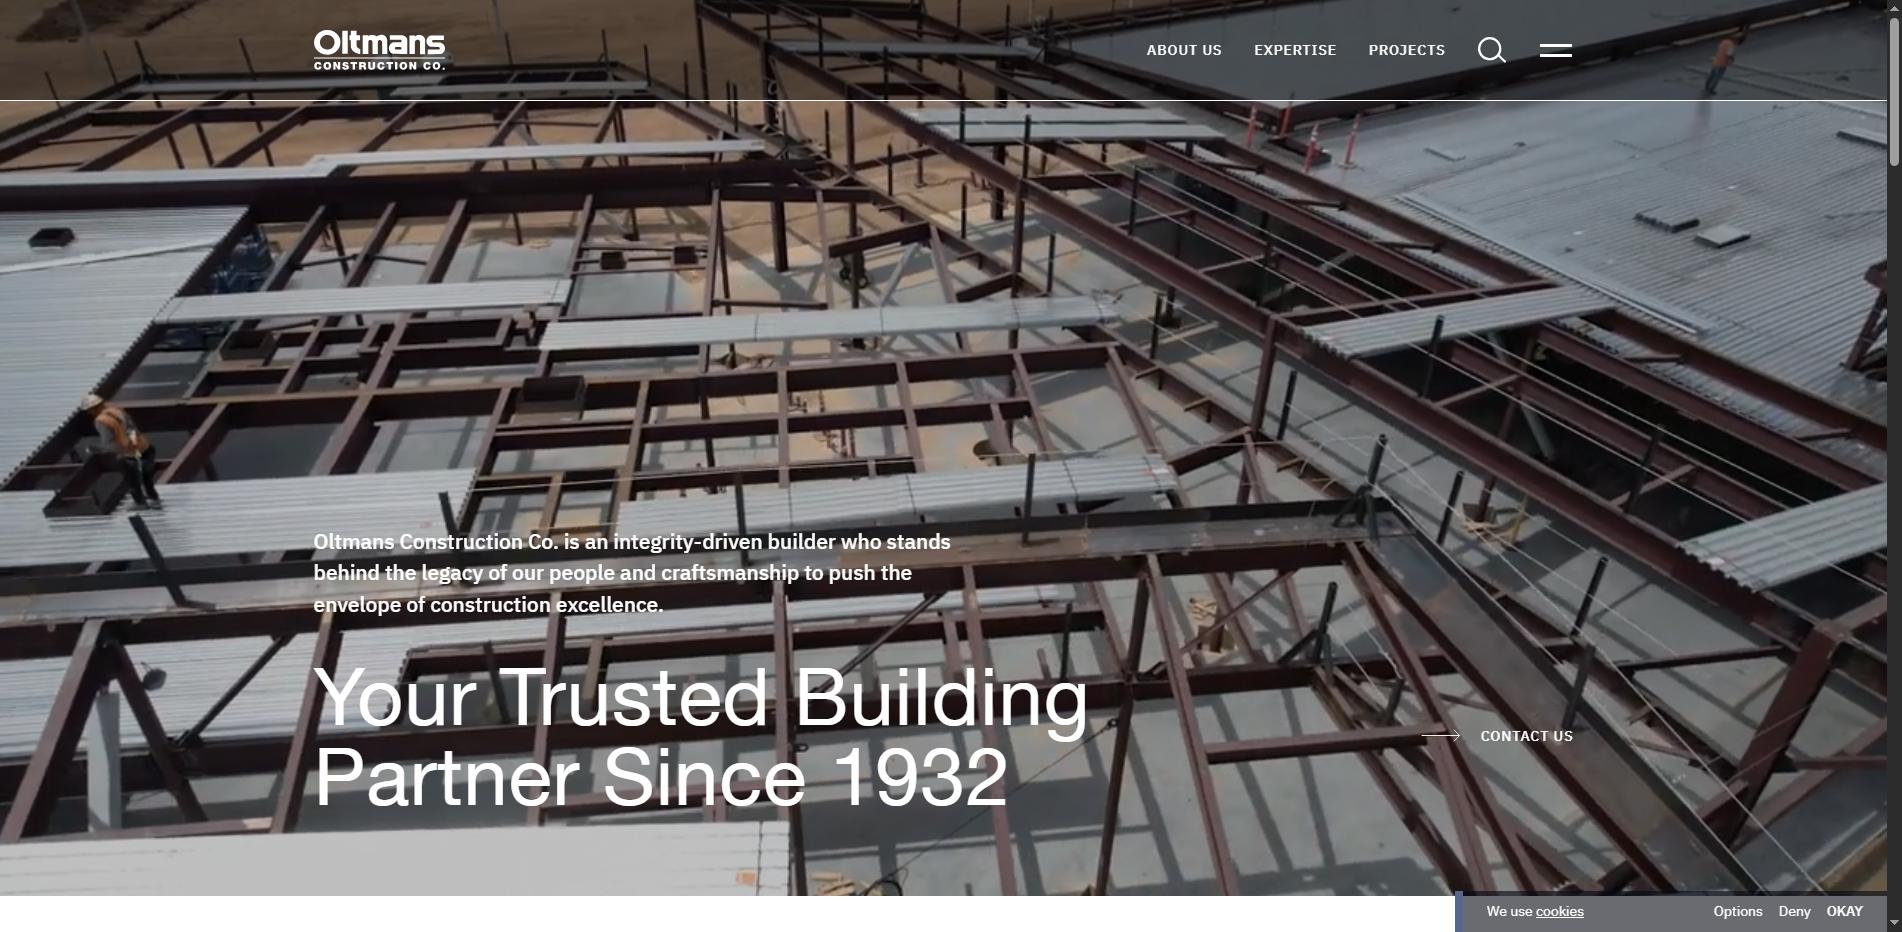 Oltmans
CONSTRUCTION CO.
ABOUT US
EXPERTISE
PROJECTS
Oltmans Construction Co. is an integrity-driven builder who stands
behind the legacy of our people and craftsmanship to push the
envelope of construction excellence.
Your Trusted Building
Partner Since 1932
CONTACT US
We use cookies
Options
Deny
OKAY